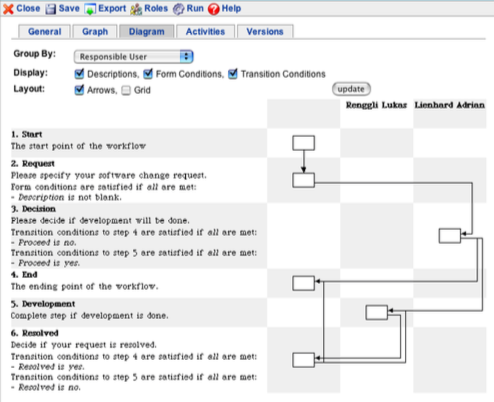 Close Save Export Roles Run Help
General Graph Diagram Activities Versions
Group By: Responsible User
Display: Descriptions, Form Conditions, Transition Conditions
Layout: Arrows, Grid update
Renggli Lukas Lienhard Adrian
1. Start
The start point of the workflow
2. Request
Please specify your software change request.
Form conditions are satisfied if all are met:
- Description is not blank.
3. Decision
Please decide if development will be done.
Transition conditions to step 4 are satisfied if all are met:
- Proceed is no.
Transition conditions to step 5 are satisfied if all are met:
- Proceed is yes.
4. End
The ending point of the workflow.
5. Development
Complete step if development is done.
6. Resolved
Decide if your request is resolved.
Transition conditions to step 4 are satisfied if all are met:
- Resolved is yes.
Transition conditions to step 5 are satisfied if all are met:
- Resolved is no.